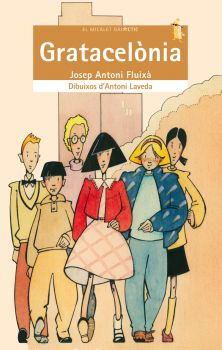 EL MICALET GALÀCTIC
Gratacelònia
Josep Antoni Fluixà
Dibuixos d'Antoni Laveda